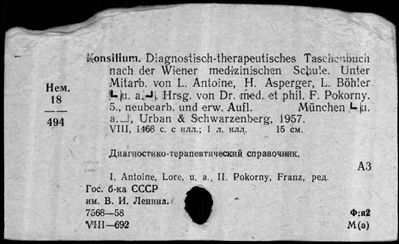 Konsilium. Diagnostisch-therapeutisches Taschenbuch
nach der Wiener medizinischen Schule. Unter
Mitarb. von L. Antoine, H. Asperger, L. Böhler
[u. a.]. Hrsg. von Dr. med. et phil. F. Pokorny.
5., neubearb. und erw. Aufl. München [u.
a.], Urban & Schwarzenberg, 1957.
VIII, 1468 с. с илл.; 1 л. илл. 15 см.
Нем.
18
494
Диагностико-терапевтический справочник.
А3
I. Antoine, Lore, u. a., II. Pokorny, Franz, ред.
Гос. б-ка СССР
им. В. И. Ленина.
7568—58
Ф:я2
VIII—692
М(а)